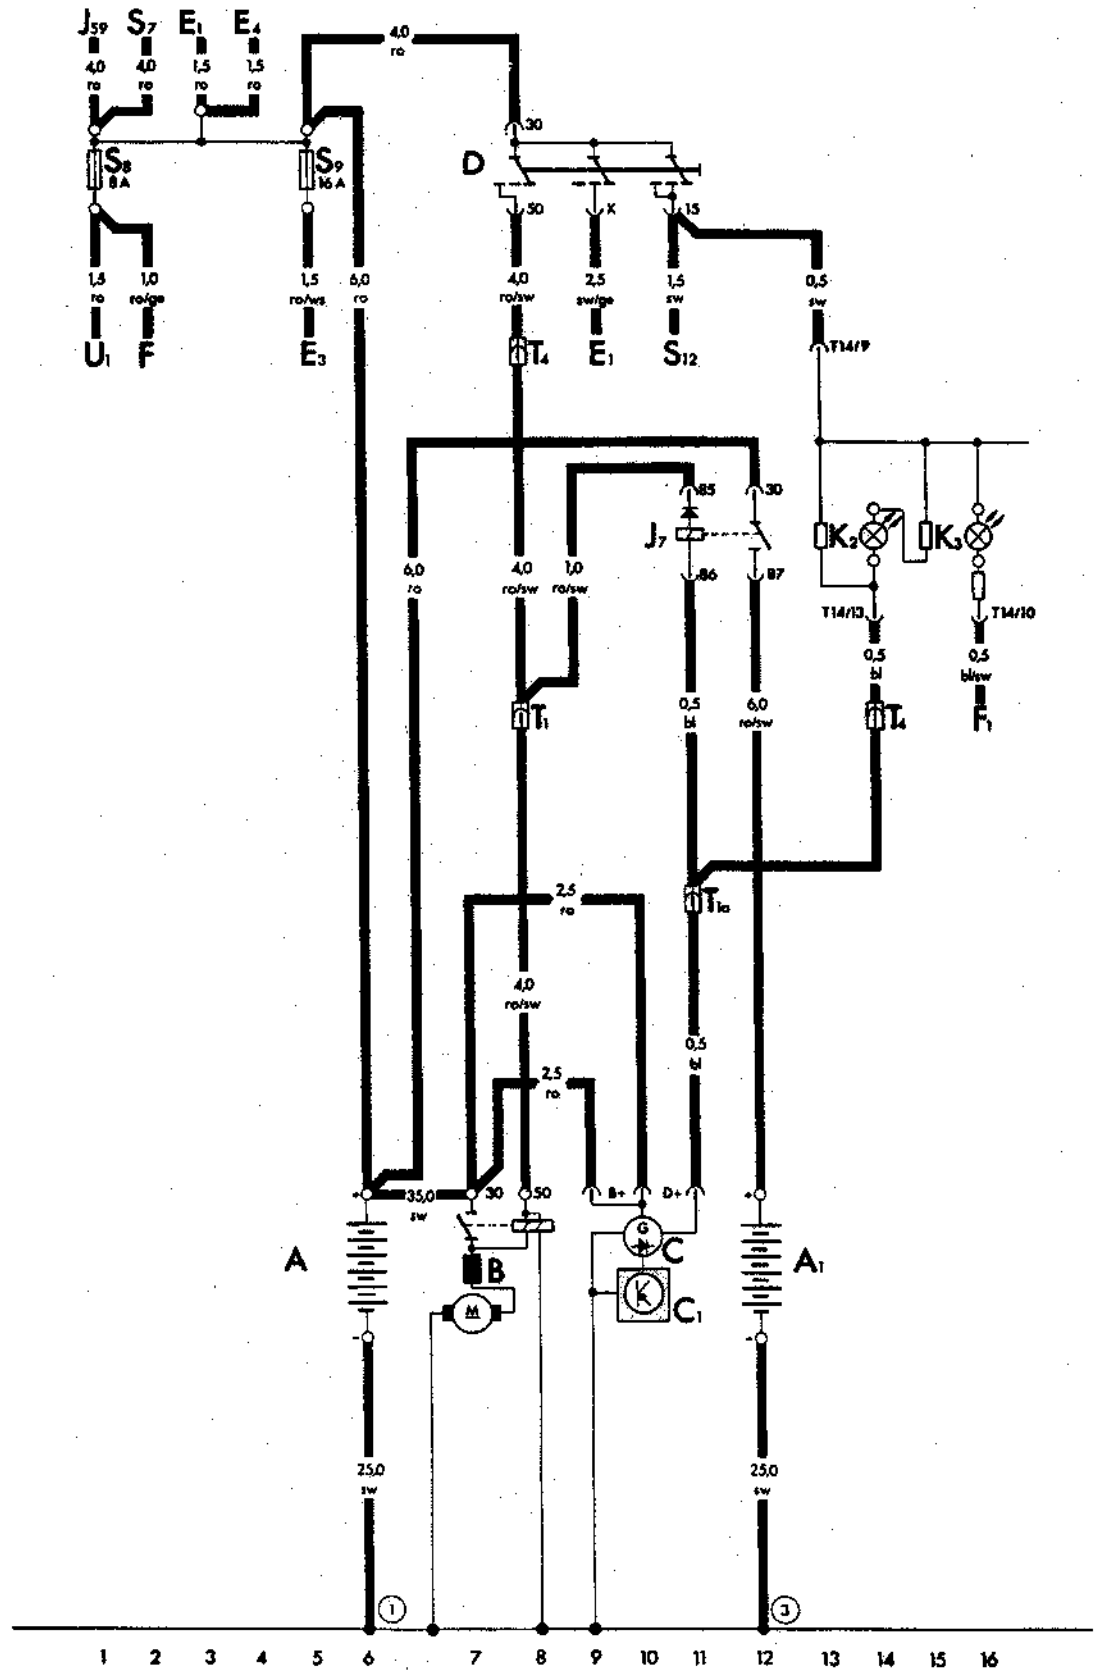 J59 S7 E1 E4
4,0 4,0 1,5 1,5 4,0
ro ro ro ro ro
30
D
S8 S9
8A 16A
50 X 15
1,5 1,0 1,5 6,0 4,0 2,5 1,5 0,5
ro ro/ge ro/ws ro ro/sw sw/ge sw sw
U1 F E3 T4 E1 S12 T14/9
85 30
J7 K2 K3
86 87
6,0 4,0 1,0
ro ro/sw ro/sw
T14/13 T14/10
0,5 0,5
bl bl/sw
0,5 6,0
bl ro/sw
T1 T4 F1
2,5
ro
T1a
4,0
ro/sw
0,5
bl
2,5
ro
+ 35,0 30 50 B+ D+ +
sw
G
A B C A1
M C1
- -
25,0 25,0
sw sw
1 3
1 2 3 4 5 6 7 8 9 10 11 12 13 14 15 16